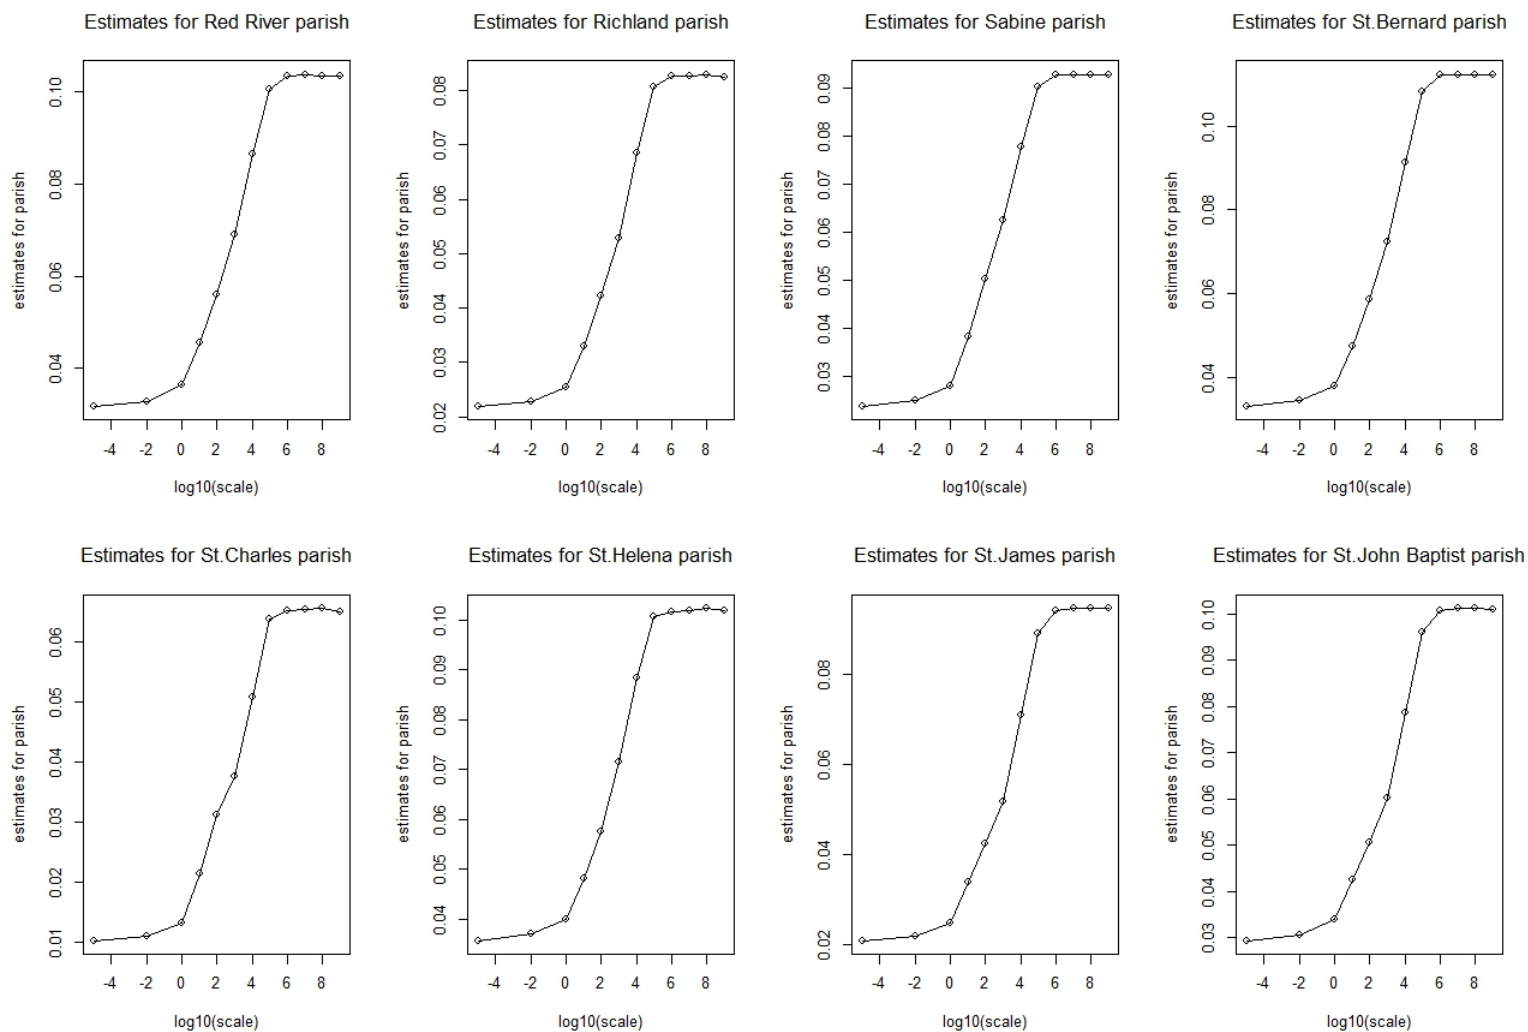 Estimates for Red River parish
estimates for parish
0.10
0.08
0.06
0.04
-4 -2 0 2 4 6 8
log10(scale)
Estimates for Richland parish
estimates for parish
0.08
0.07
0.06
0.05
0.04
0.03
0.02
-4 -2 0 2 4 6 8
log10(scale)
Estimates for Sabine parish
estimates for parish
0.09
0.08
0.07
0.06
0.05
0.04
0.03
-4 -2 0 2 4 6 8
log10(scale)
Estimates for St.Bernard parish
estimates for parish
0.10
0.08
0.06
0.04
-4 -2 0 2 4 6 8
log10(scale)
Estimates for St.Charles parish
estimates for parish
0.06
0.05
0.04
0.03
0.02
0.01
-4 -2 0 2 4 6 8
log10(scale)
Estimates for St.Helena parish
estimates for parish
0.10
0.09
0.08
0.07
0.06
0.05
0.04
-4 -2 0 2 4 6 8
log10(scale)
Estimates for St.James parish
estimates for parish
0.08
0.06
0.04
0.02
-4 -2 0 2 4 6 8
log10(scale)
Estimates for St.John Baptist parish
estimates for parish
0.10
0.09
0.08
0.07
0.06
0.05
0.04
0.03
-4 -2 0 2 4 6 8
log10(scale)